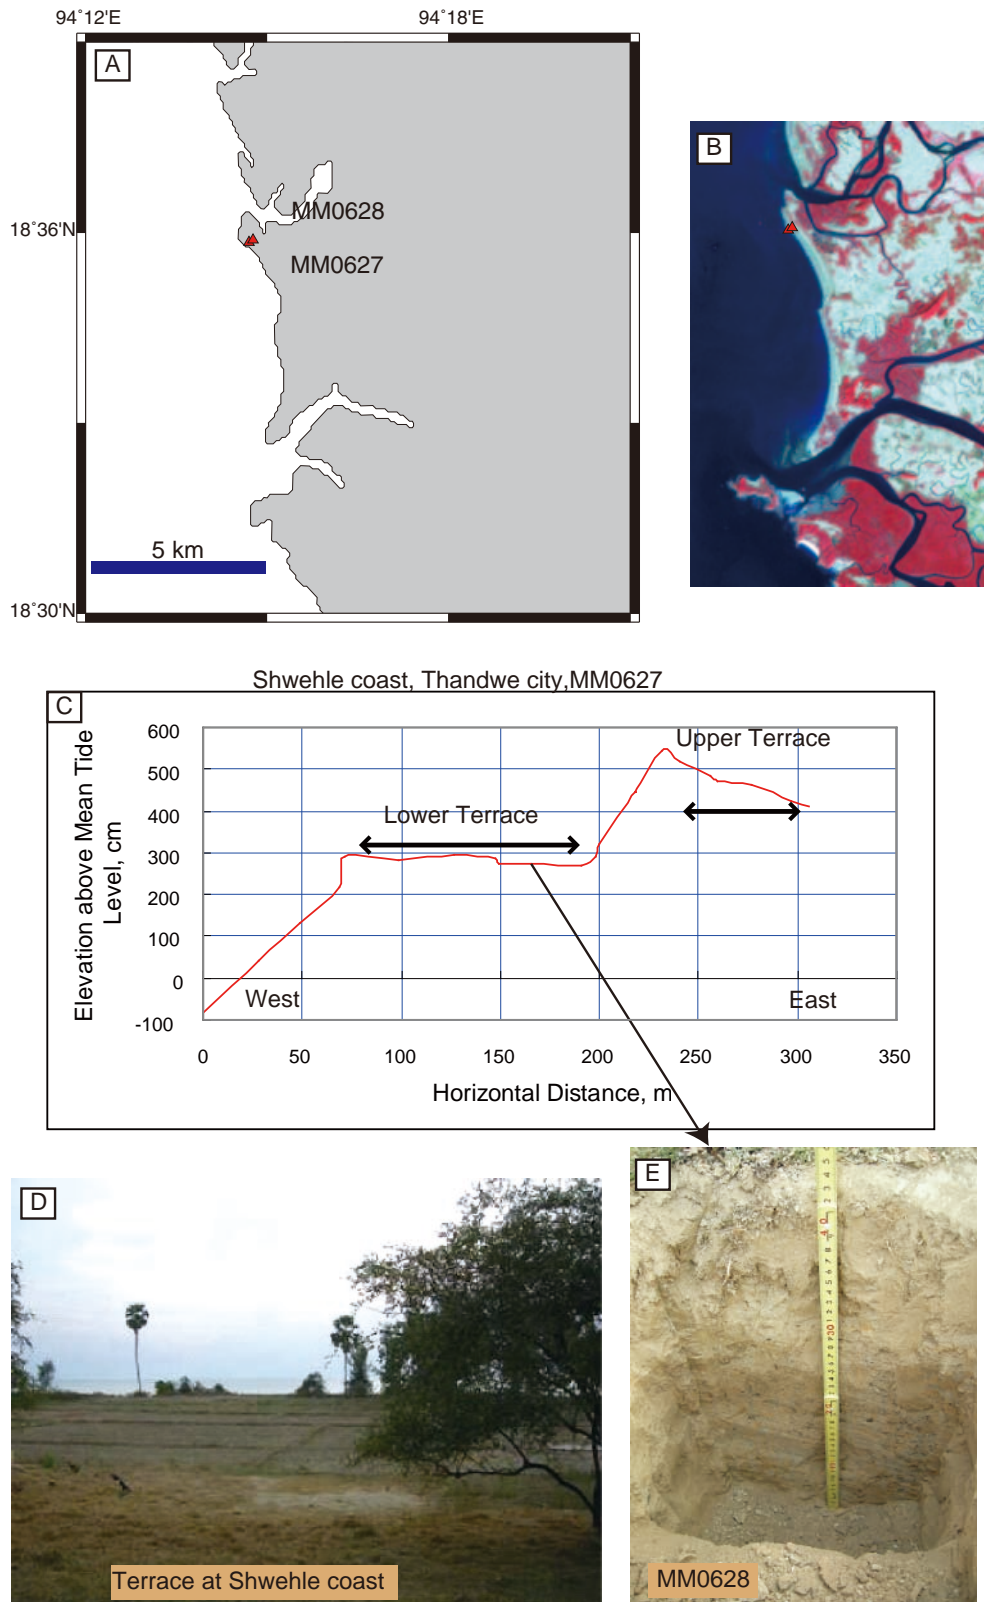 94°12'E 94°18'E
A
B
MM0628
18°36'N
MM0627
5 km
18°30'N
Shwehle coast, Thandwe city,MM0627
C
Elevation above Mean Tide
Level, cm
600
500
400
300
200
100
0
-100
Upper Terrace
Lower Terrace
West
East
0 50 100 150 200 250 300 350
Horizontal Distance, m
D
Terrace at Shwehle coast
E
MM0628